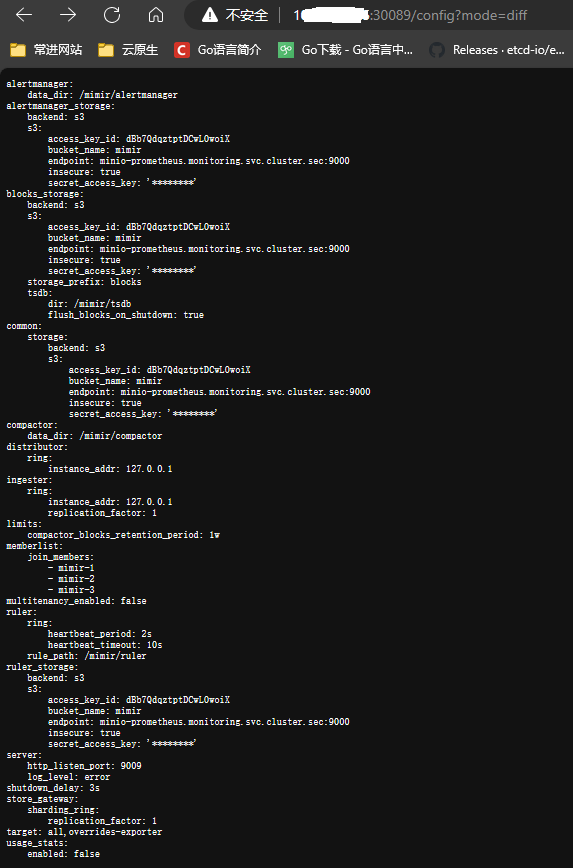 不安全 1 :30089/config?mode=diff
常进网站 云原生 Go语言简介 Go下载 - Go语言中... Releases · etcd-io/e...
alertmanager:
    data_dir: /mimir/alertmanager
alertmanager_storage:
    backend: s3
    s3:
        access_key_id: dBb7QdqztptDCwLOwoiX
        bucket_name: mimir
        endpoint: minio-prometheus.monitoring.svc.cluster.sec:9000
        insecure: true
        secret_access_key: '********'
blocks_storage:
    backend: s3
    s3:
        access_key_id: dBb7QdqztptDCwLOwoiX
        bucket_name: mimir
        endpoint: minio-prometheus.monitoring.svc.cluster.sec:9000
        insecure: true
        secret_access_key: '********'
    storage_prefix: blocks
    tsdb:
        dir: /mimir/tsdb
        flush_blocks_on_shutdown: true
common:
    storage:
        backend: s3
        s3:
            access_key_id: dBb7QdqztptDCwLOwoiX
            bucket_name: mimir
            endpoint: minio-prometheus.monitoring.svc.cluster.sec:9000
            insecure: true
            secret_access_key: '********'
compactor:
    data_dir: /mimir/compactor
distributor:
    ring:
        instance_addr: 127.0.0.1
ingester:
    ring:
        instance_addr: 127.0.0.1
        replication_factor: 1
limits:
    compactor_blocks_retention_period: 1w
memberlist:
    join_members:
        - mimir-1
        - mimir-2
        - mimir-3
multitenancy_enabled: false
ruler:
    ring:
        heartbeat_period: 2s
        heartbeat_timeout: 10s
    rule_path: /mimir/ruler
ruler_storage:
    backend: s3
    s3:
        access_key_id: dBb7QdqztptDCwLOwoiX
        bucket_name: mimir
        endpoint: minio-prometheus.monitoring.svc.cluster.sec:9000
        insecure: true
        secret_access_key: '********'
server:
    http_listen_port: 9009
    log_level: error
shutdown_delay: 3s
store_gateway:
    sharding_ring:
        replication_factor: 1
target: all,overrides-exporter
usage_stats:
    enabled: false